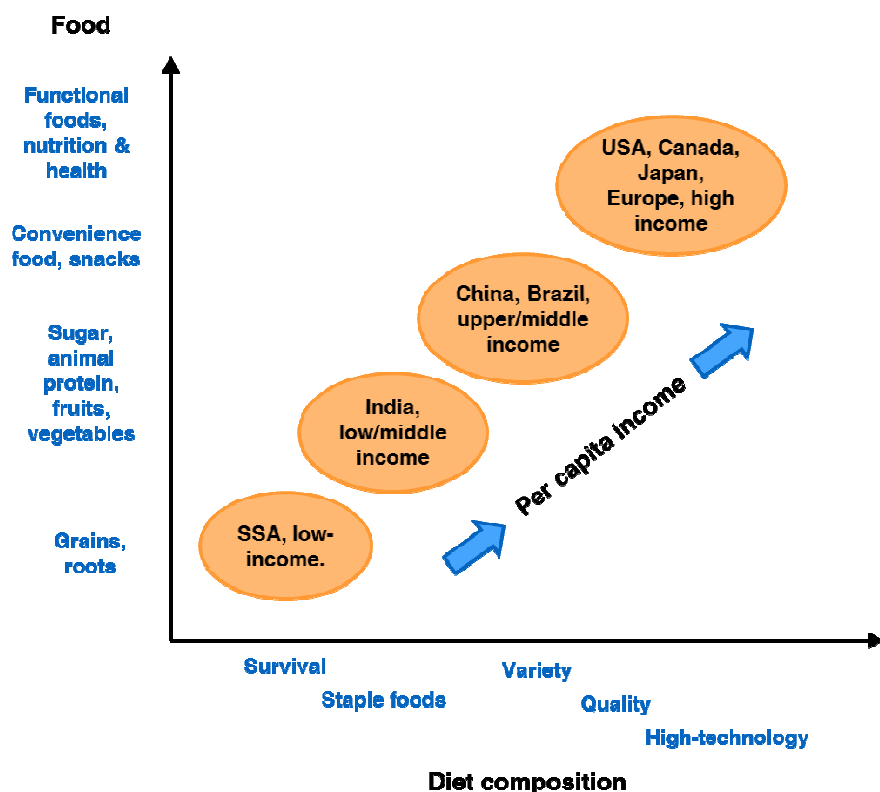 Food
Functional
foods,
nutrition &
health
Convenience
food, snacks
Sugar,
animal
protein,
fruits,
vegetables
Grains,
roots
USA, Canada,
Japan,
Europe, high
income
China, Brazil,
upper/middle
income
India,
low/middle
income
SSA, low-
income.
Per capita income
Survival
Staple foods
Variety
Quality
High-technology
Diet composition